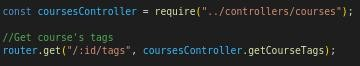 const coursesController = require("../controllers/courses");
//Get course's tags
router.get("/:id/tags", coursesController.getCourseTags);